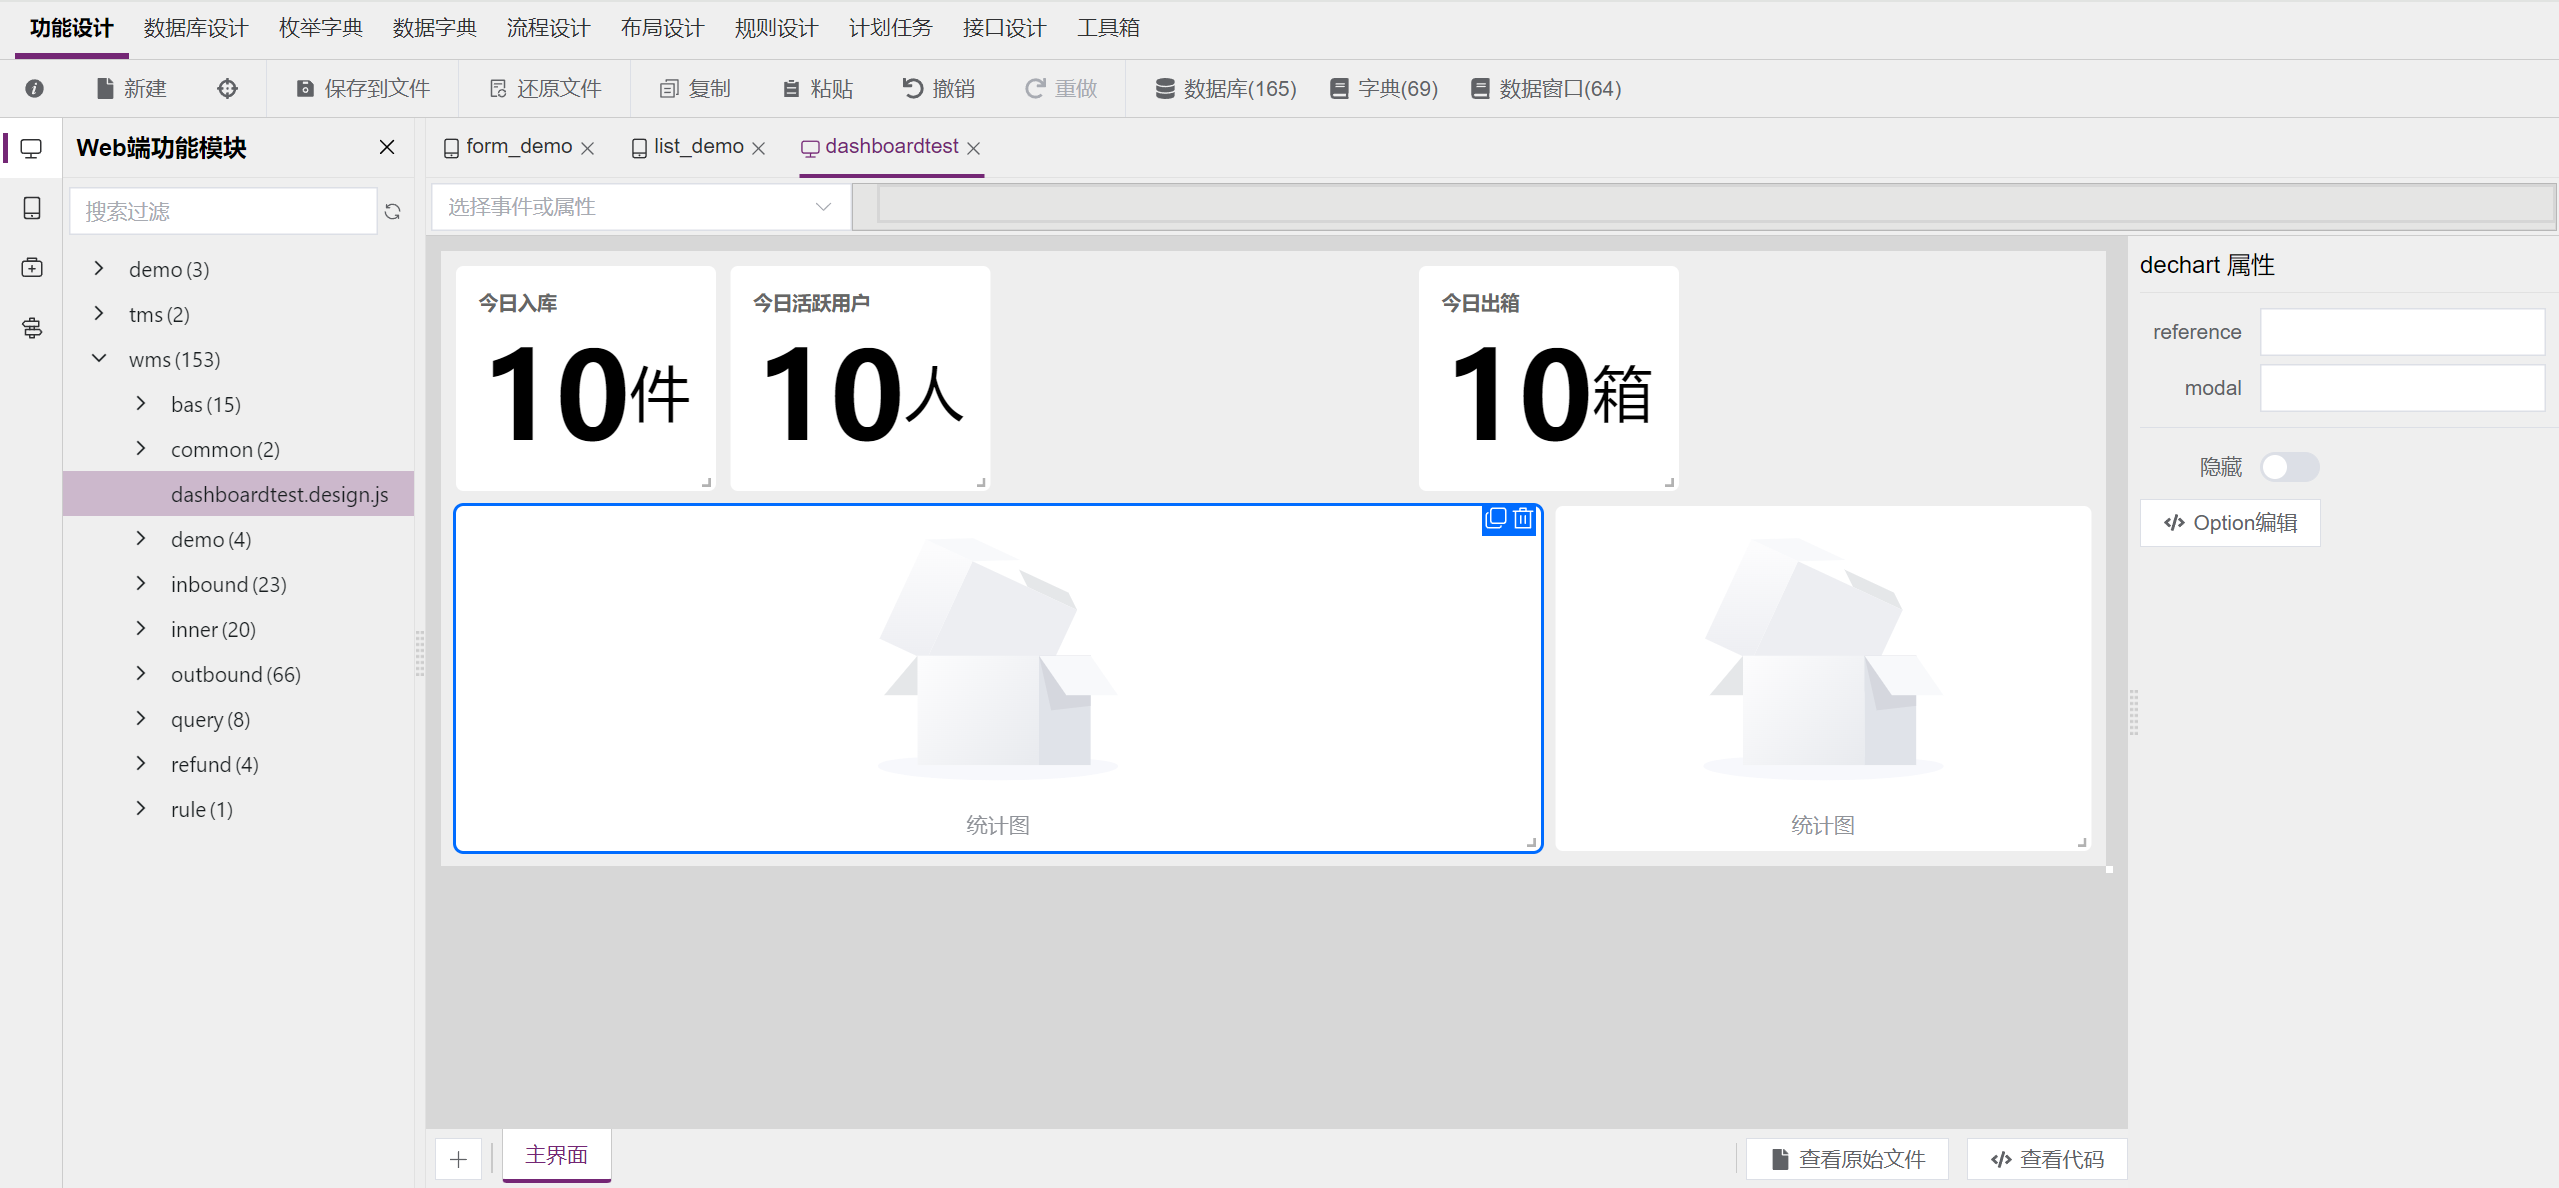 功能设计 数据库设计 枚举字典 数据字典 流程设计 布局设计 规则设计 计划任务 接口设计 工具箱
新建 保存到文件 还原文件 复制 粘贴 撤销 重做 数据库(165) 字典(69) 数据窗口(64)
Web端功能模块
搜索过滤
demo(3)
tms(2)
wms(153)
bas(15)
common(2)
dashboardtest.design.js
demo(4)
inbound(23)
inner(20)
outbound(66)
query(8)
refund(4)
rule(1)
form_demo list_demo dashboardtest
选择事件或属性
今日入库
10件
今日活跃用户
10人
今日出箱
10箱
统计图
统计图
dechart 属性
reference
modal
隐藏
Option编辑
主界面
查看原始文件 查看代码